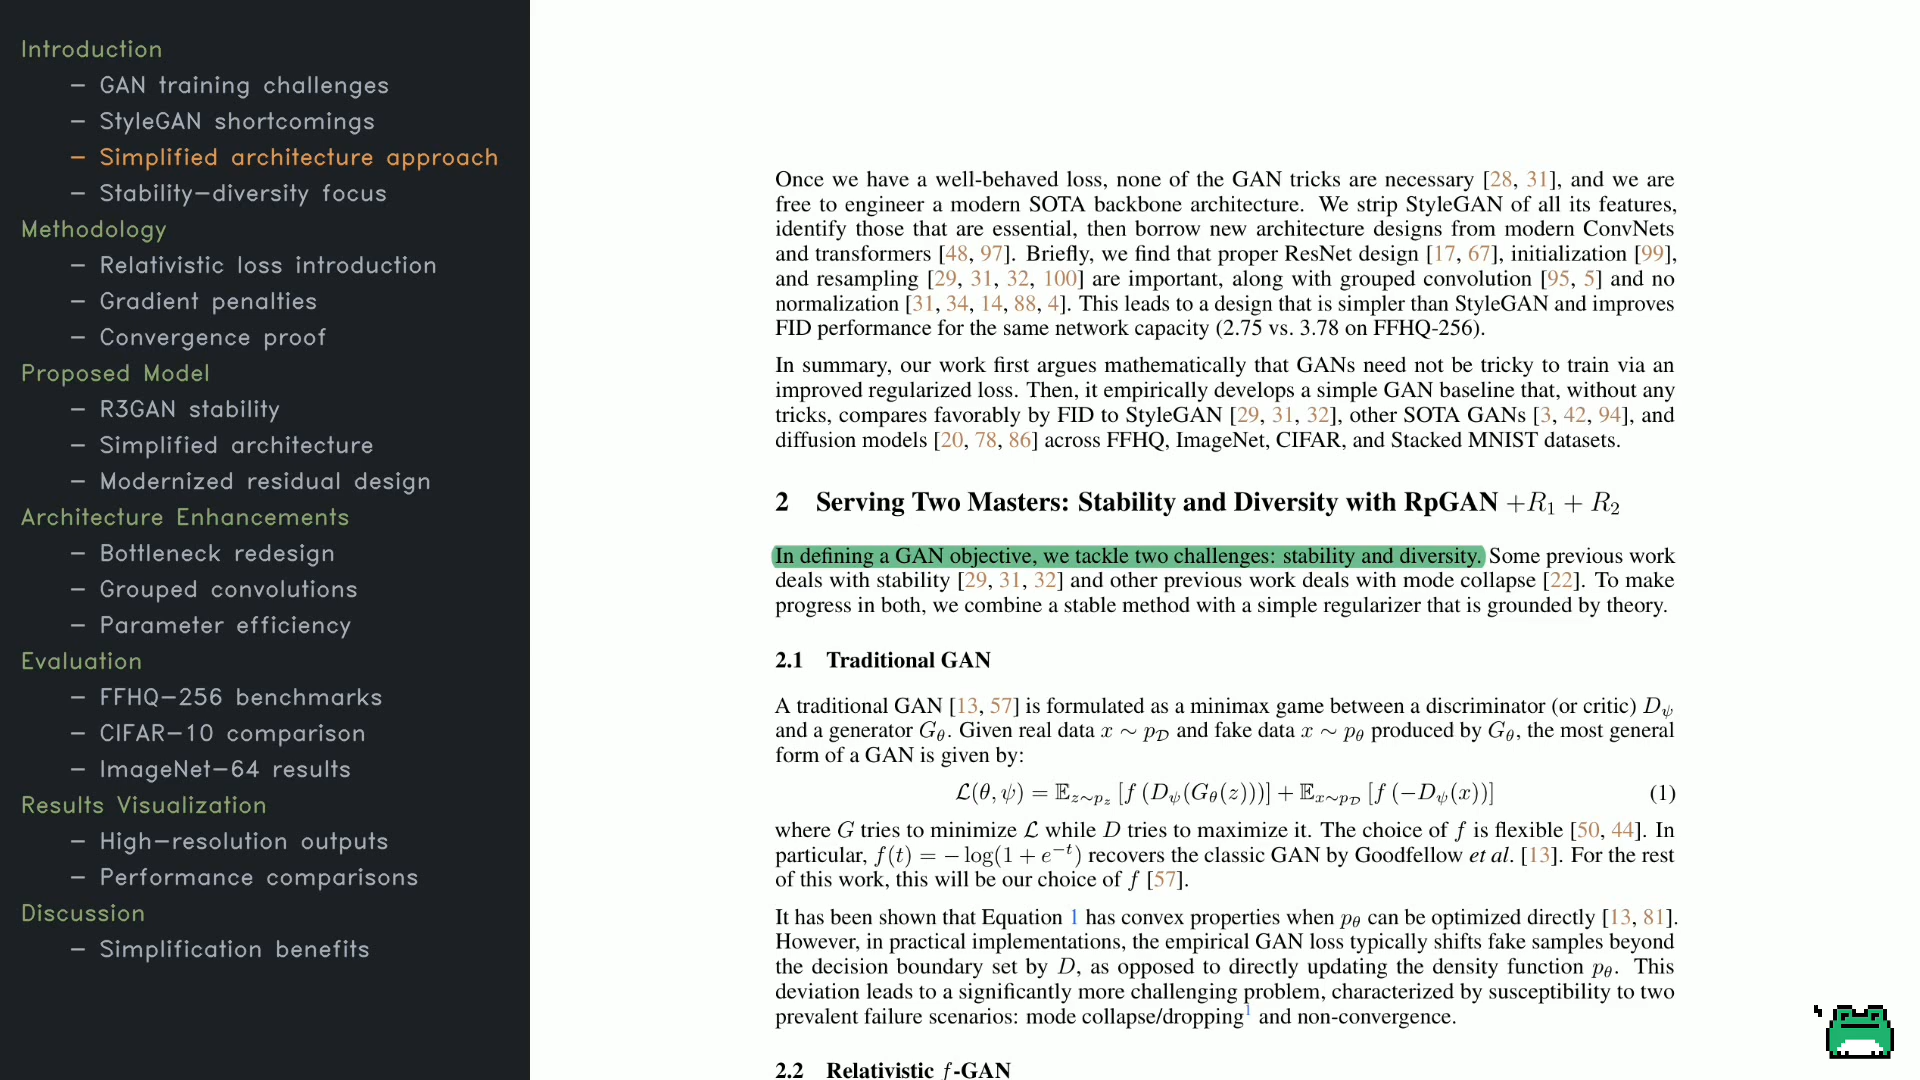 Introduction
– GAN training challenges
– StyleGAN shortcomings
– Simplified architecture approach
– Stability–diversity focus
Methodology
– Relativistic loss introduction
– Gradient penalties
– Convergence proof
Proposed Model
– R3GAN stability
– Simplified architecture
– Modernized residual design
Architecture Enhancements
– Bottleneck redesign
– Grouped convolutions
– Parameter efficiency
Evaluation
– FFHQ–256 benchmarks
– CIFAR–10 comparison
– ImageNet–64 results
Results Visualization
– High–resolution outputs
– Performance comparisons
Discussion
– Simplification benefits
Once we have a well-behaved loss, none of the GAN tricks are necessary [28, 31], and we are
free to engineer a modern SOTA backbone architecture. We strip StyleGAN of all its features,
identify those that are essential, then borrow new architecture designs from modern ConvNets
and transformers [48, 97]. Briefly, we find that proper ResNet design [17, 67], initialization [99],
and resampling [29, 31, 32, 100] are important, along with grouped convolution [95, 5] and no
normalization [31, 34, 14, 88, 4]. This leads to a design that is simpler than StyleGAN and improves
FID performance for the same network capacity (2.75 vs. 3.78 on FFHQ-256).
In summary, our work first argues mathematically that GANs need not be tricky to train via an
improved regularized loss. Then, it empirically develops a simple GAN baseline that, without any
tricks, compares favorably by FID to StyleGAN [29, 31, 32], other SOTA GANs [3, 42, 94], and
diffusion models [20, 78, 86] across FFHQ, ImageNet, CIFAR, and Stacked MNIST datasets.
2 Serving Two Masters: Stability and Diversity with RpGAN +R₁ + R₂
In defining a GAN objective, we tackle two challenges: stability and diversity. Some previous work
deals with stability [29, 31, 32] and other previous work deals with mode collapse [22]. To make
progress in both, we combine a stable method with a simple regularizer that is grounded by theory.
2.1 Traditional GAN
A traditional GAN [13, 57] is formulated as a minimax game between a discriminator (or critic) D_ψ
and a generator G_θ. Given real data x ∼ p_𝒟 and fake data x ∼ p_θ produced by G_θ, the most general
form of a GAN is given by:
ℒ(θ, ψ) = 𝔼_{z∼p_z} [f (D_ψ(G_θ(z)))] + 𝔼_{x∼p_𝒟} [f (−D_ψ(x))] (1)
where G tries to minimize ℒ while D tries to maximize it. The choice of f is flexible [50, 44]. In
particular, f(t) = − log(1 + e^{−t}) recovers the classic GAN by Goodfellow et al. [13]. For the rest
of this work, this will be our choice of f [57].
It has been shown that Equation 1 has convex properties when p_θ can be optimized directly [13, 81].
However, in practical implementations, the empirical GAN loss typically shifts fake samples beyond
the decision boundary set by D, as opposed to directly updating the density function p_θ. This
deviation leads to a significantly more challenging problem, characterized by susceptibility to two
prevalent failure scenarios: mode collapse/dropping¹ and non-convergence.
2.2 Relativistic f-GAN